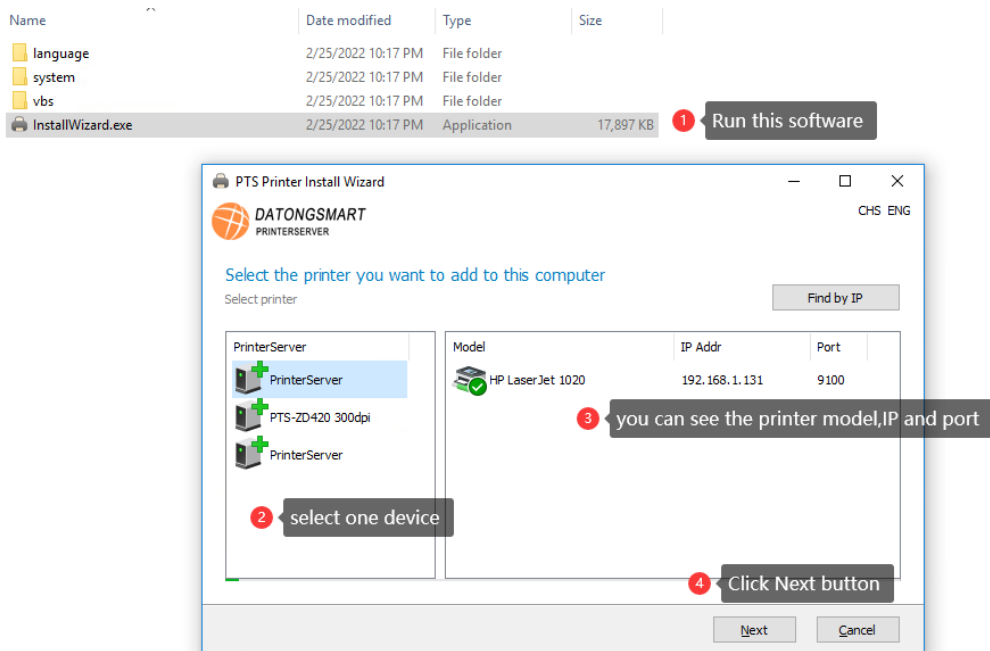 Name Date modified Type Size
language 2/25/2022 10:17 PM File folder
system 2/25/2022 10:17 PM File folder
vbs 2/25/2022 10:17 PM File folder
InstallWizard.exe 2/25/2022 10:17 PM Application 17,897 KB
1 Run this software
PTS Printer Install Wizard
DATONGSMART
PRINTERSERVER
CHS ENG
Select the printer you want to add to this computer
Select printer
Find by IP
PrinterServer
Model IP Addr Port
PrinterServer
HP LaserJet 1020 192.168.1.131 9100
PTS-ZD420 300dpi
3 you can see the printer model,IP and port
PrinterServer
2 select one device
4 Click Next button
Next Cancel